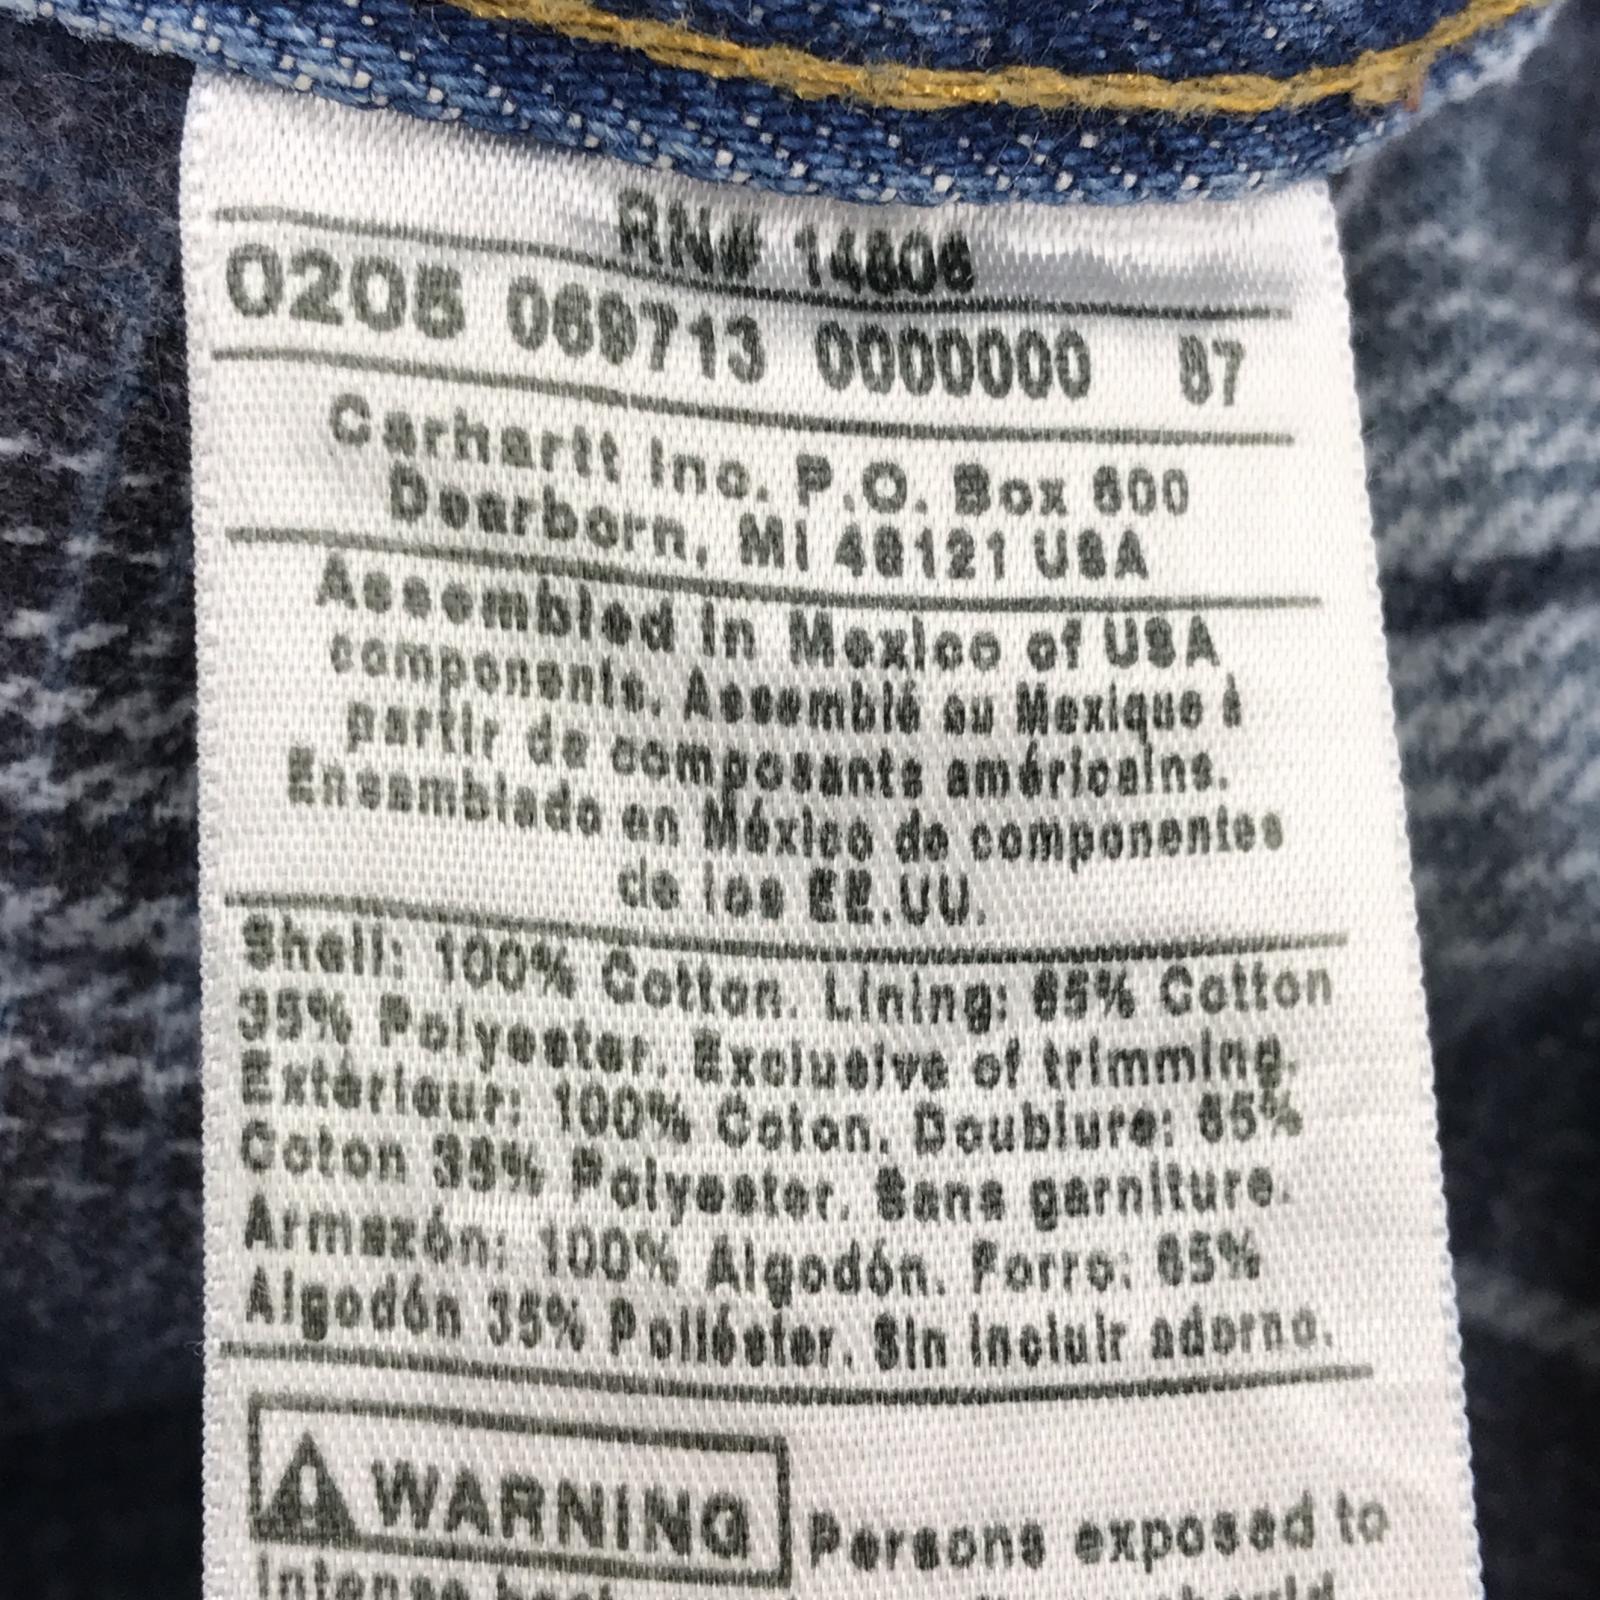 RN# 14806
0205 069713 0000000 87
Carhartt Inc. P.O. Box 600
Dearborn, MI 48121 USA
Assembled in Mexico of USA
components. Assemblé au Mexique à
partir de composants américains.
Ensamblado en México de componentes
de los EE.UU.
Shell: 100% Cotton. Lining: 65% Cotton
35% Polyester. Exclusive of trimming.
Extèrieur: 100% Coton. Doublure: 65%
Coton 35% Polyester. Sans garniture.
Armazón: 100% Algodón. Forro: 65%
Algodón 35% Poliéster. Sin incluir adorno.
WARNING Persons exposed to